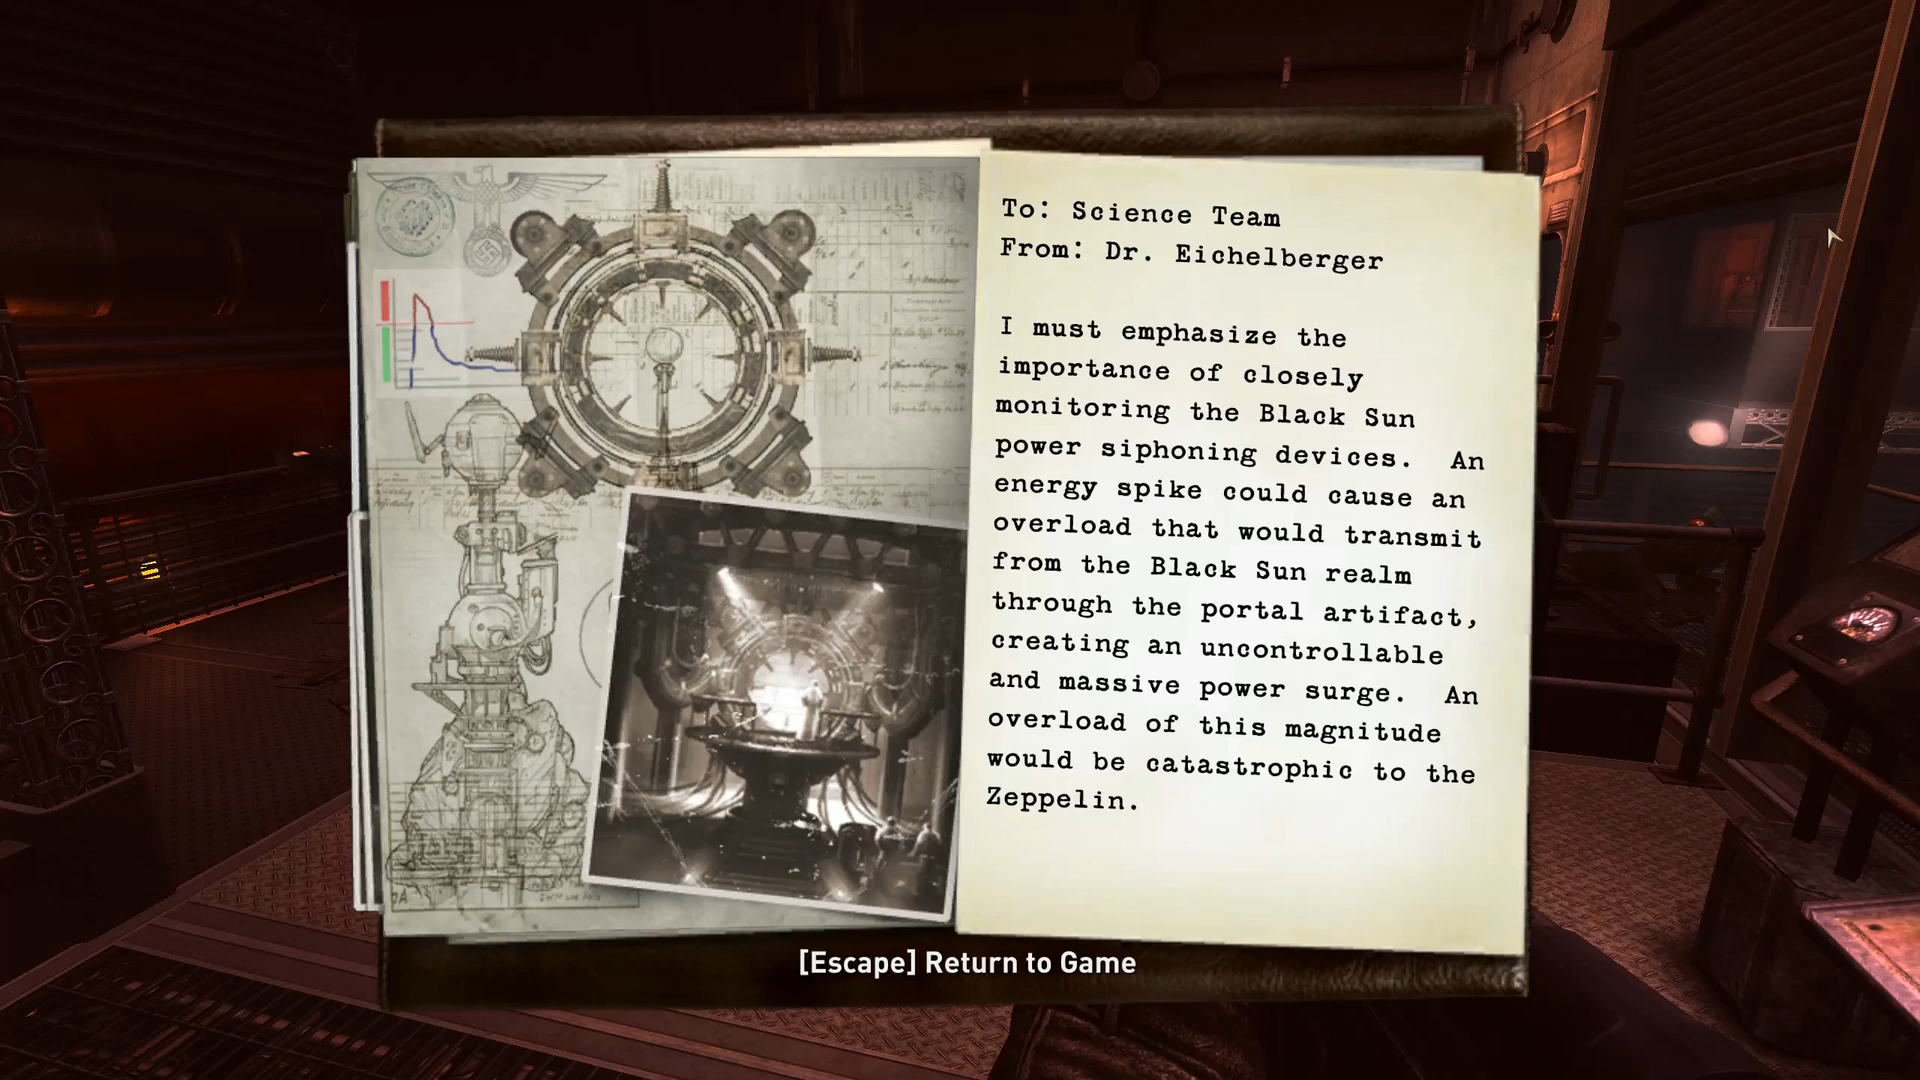 To: Science Team
From: Dr. Eichelberger
I must emphasize the
importance of closely
monitoring the Black Sun
power siphoning devices. An
energy spike could cause an
overload that would transmit
from the Black Sun realm
through the portal artifact,
creating an uncontrollable
and massive power surge. An
overload of this magnitude
would be catastrophic to the
Zeppelin.
[Escape] Return to Game